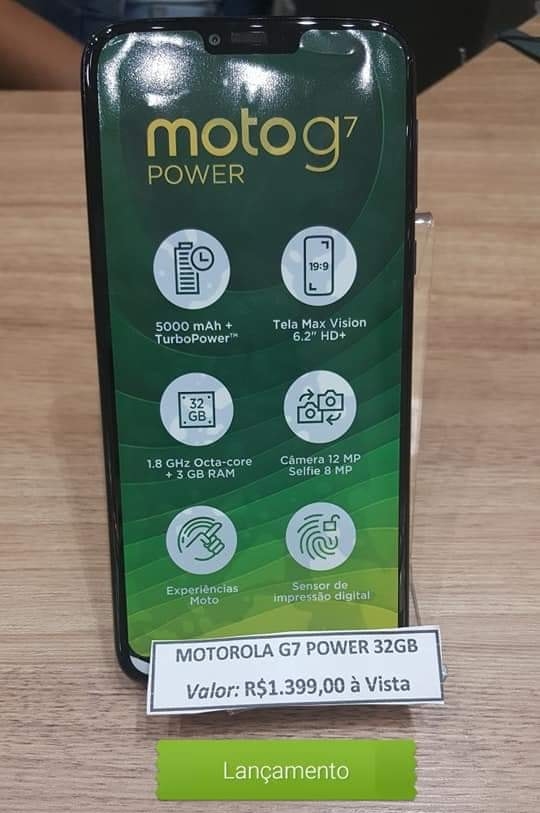 moto g⁷
POWER
5000 mAh +
TurboPower™
19:9
Tela Max Vision
6.2" HD+
32
GB
1.8 GHz Octa-core
+ 3 GB RAM
Câmera 12 MP
Selfie 8 MP
Experiências
Moto
Sensor de
impressão digital
MOTOROLA G7 POWER 32GB
Valor: R$1.399,00 à Vista
Lançamento